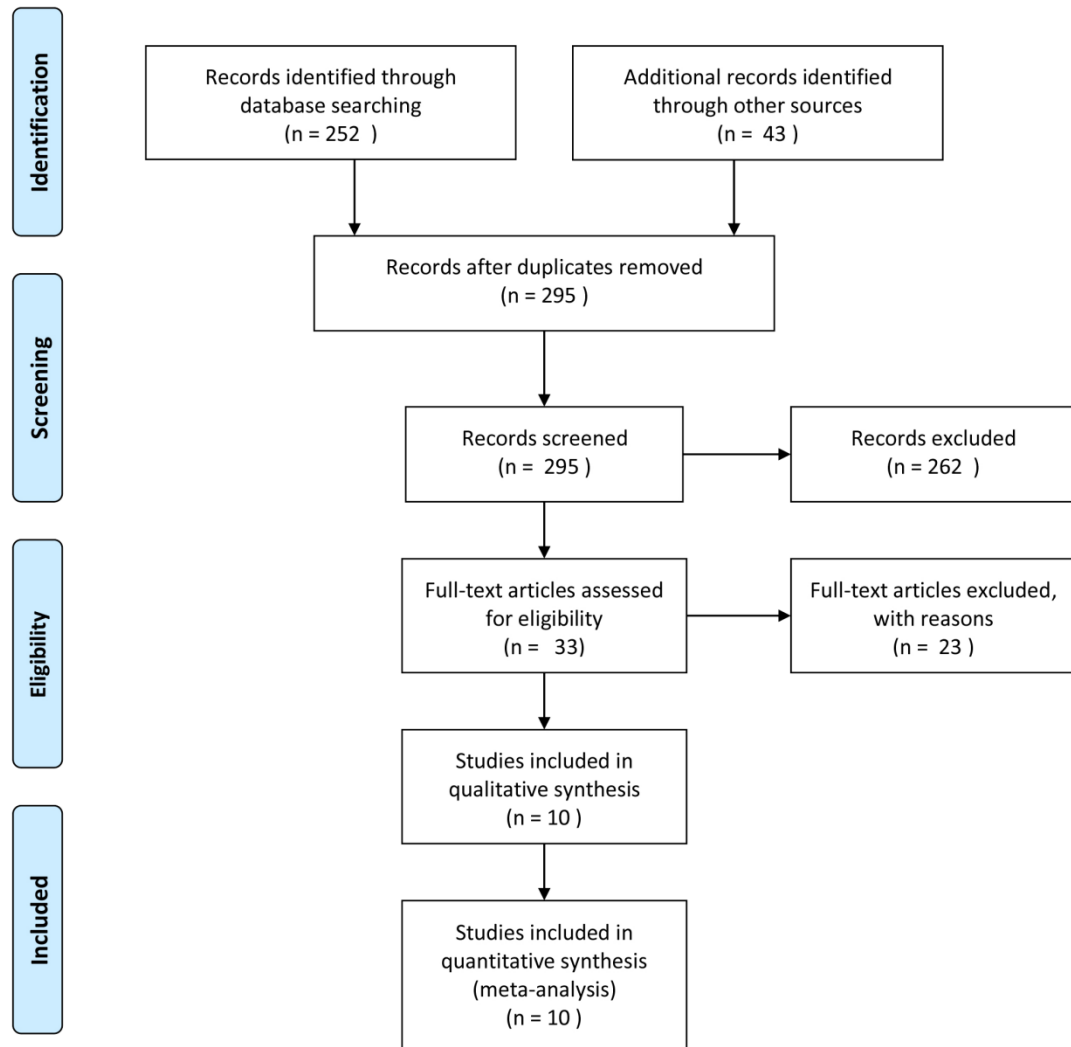 Identification
Records identified through
database searching
(n = 252 )
Additional records identified
through other sources
(n = 43 )
Records after duplicates removed
(n = 295 )
Screening
Records screened
(n = 295 )
Records excluded
(n = 262 )
Eligibility
Full-text articles assessed
for eligibility
(n = 33)
Full-text articles excluded,
with reasons
(n = 23 )
Studies included in
qualitative synthesis
(n = 10 )
Included
Studies included in
quantitative synthesis
(meta-analysis)
(n = 10 )